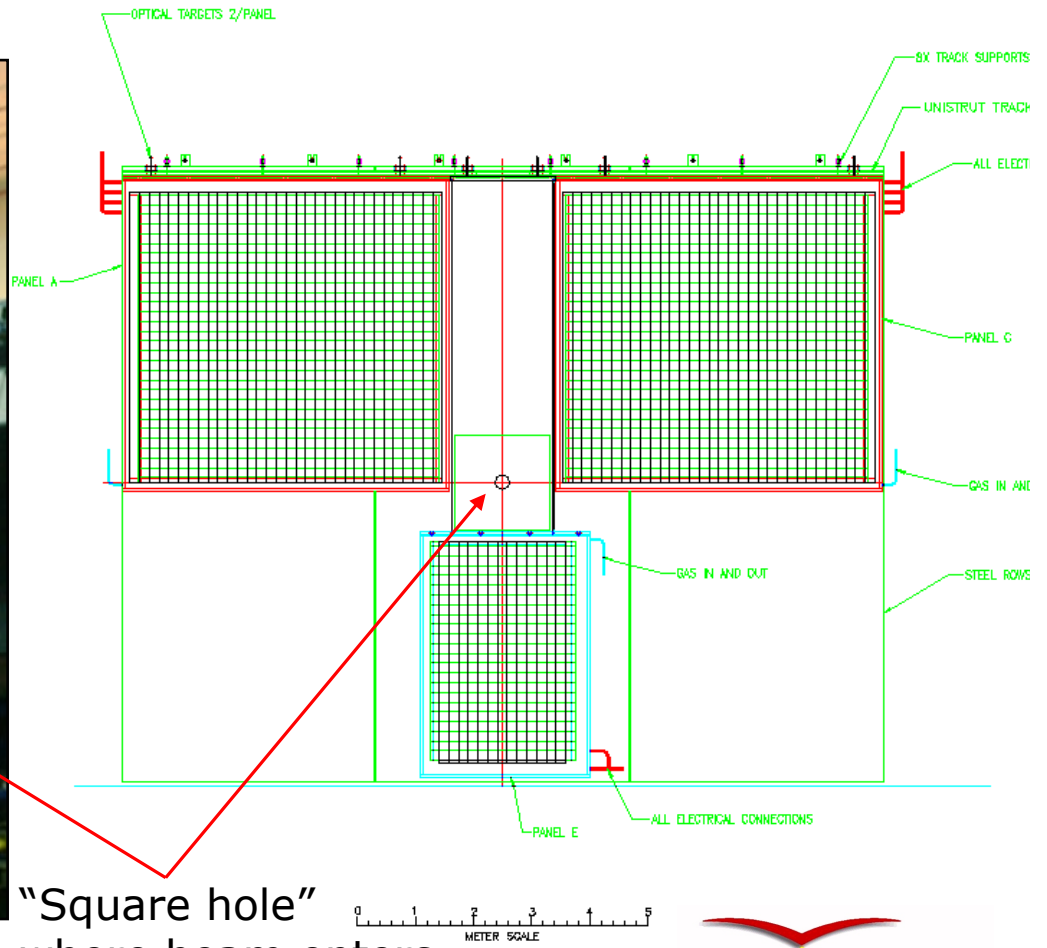 OPTICAL TARGETS 2/PANEL
8X TRACK SUPPORTS
UNISTRUT TRACK
ALL ELECT
PANEL A
PANEL C
GAS IN AND
GAS IN AND OUT
STEEL ROWS
ALL ELECTRICAL CONNECTIONS
PANEL E
“Square hole”
where beam enters
0 1 2 3 4 5
METER SCALE